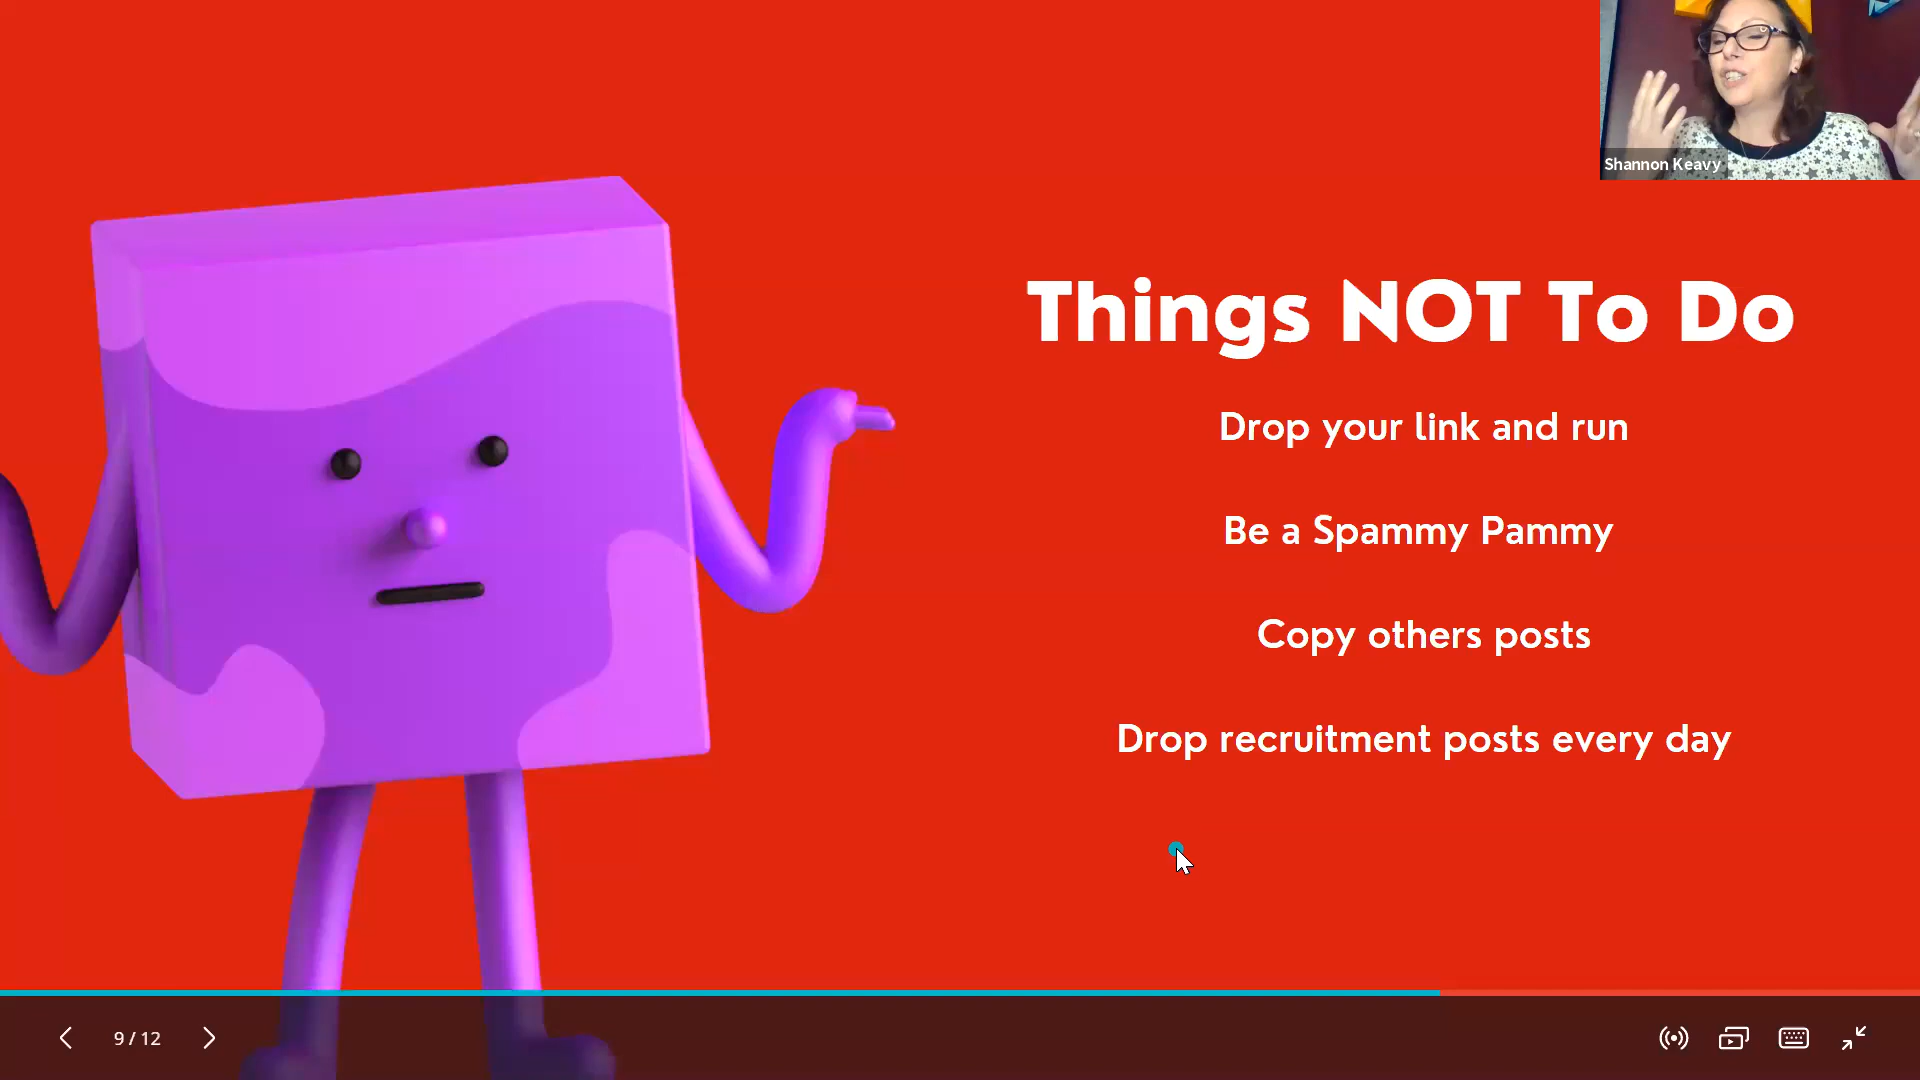 Shannon Keavy
Things NOT To Do
Drop your link and run
Be a Spammy Pammy
Copy others posts
Drop recruitment posts every day
9 / 12